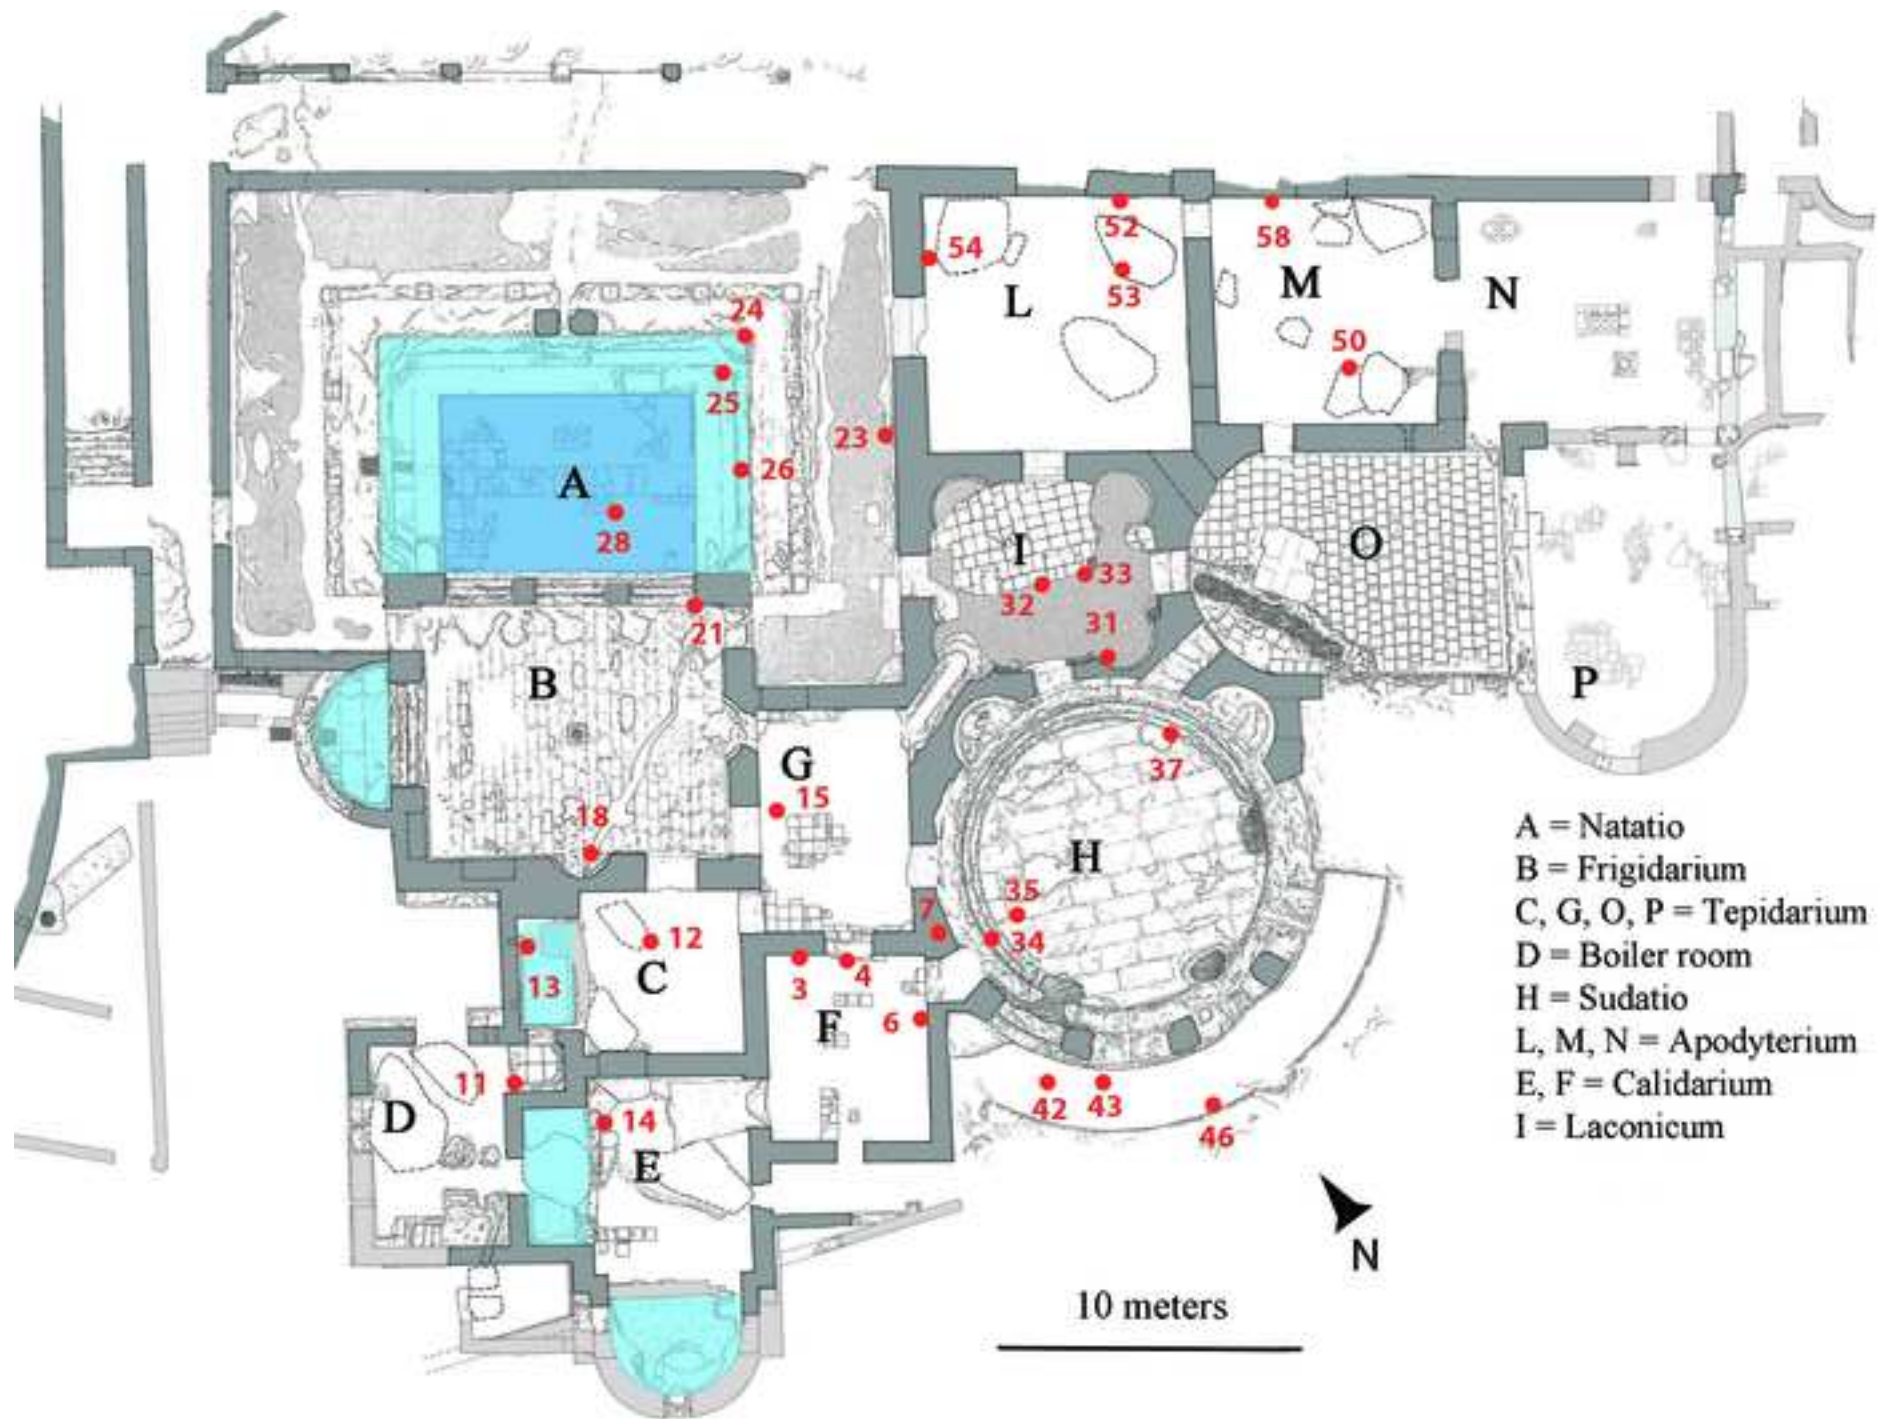 52
54
58
L
53
M
N
24
50
25
23
A
26
28
I
33
O
32
21
31
B
P
G
37
15
18
H
35
7
12
34
C
13
3
4
6
F
11
D
14
42
43
46
E
A = Natatio
B = Frigidarium
C, G, O, P = Tepidarium
D = Boiler room
H = Sudatio
L, M, N = Apodyterium
E, F = Calidarium
I = Laconicum
N
10 meters